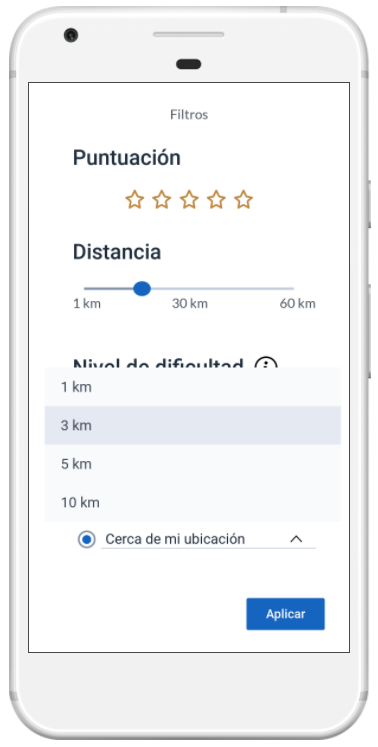 Filtros
Puntuación
Distancia
1 km 30 km 60 km
Nivel de dificultad
1 km
3 km
5 km
10 km
Cerca de mi ubicación
Aplicar